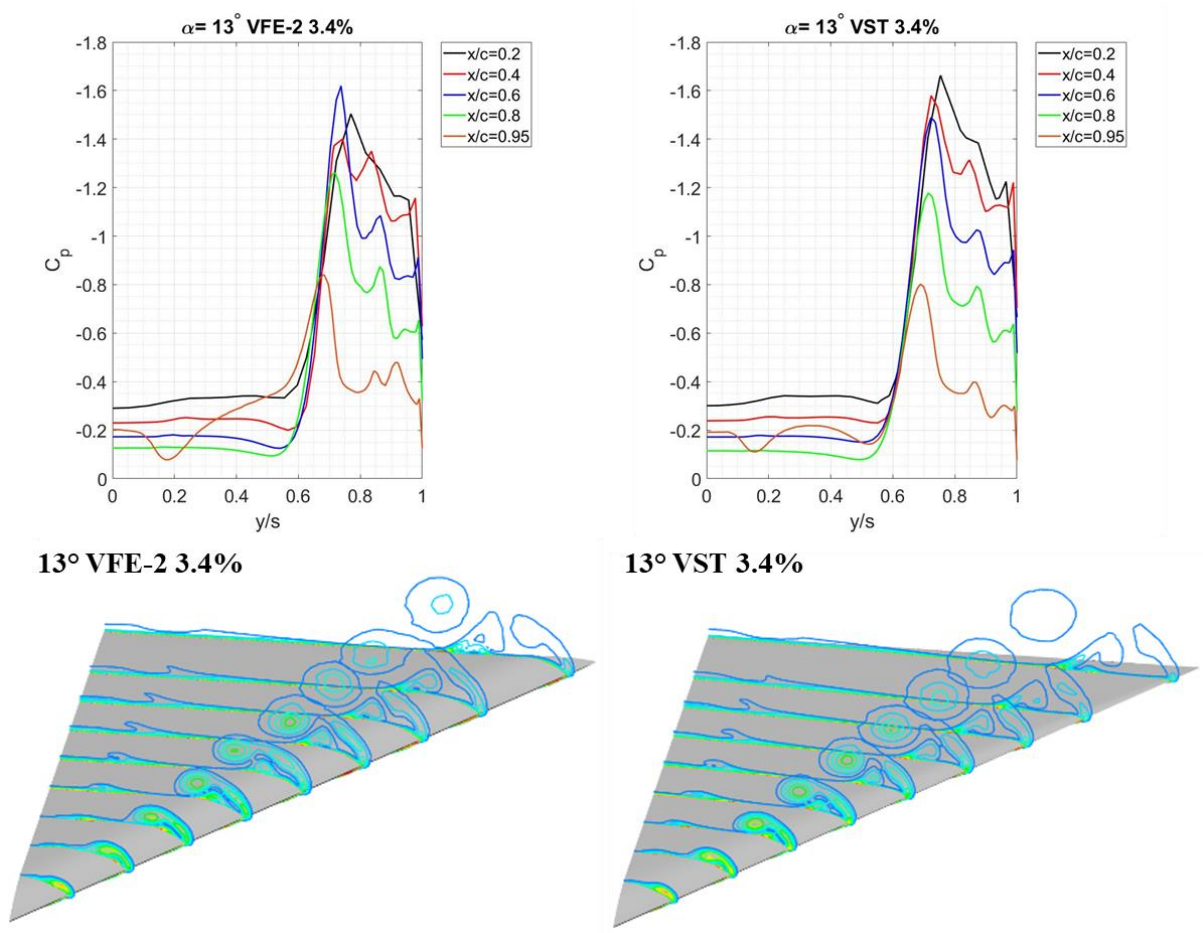 α= 13° VFE-2 3.4%
-1.8
-1.6
-1.4
-1.2
-1
-0.8
-0.6
-0.4
-0.2
0
Cp
0 0.2 0.4 0.6 0.8 1
y/s
x/c=0.2
x/c=0.4
x/c=0.6
x/c=0.8
x/c=0.95
α= 13° VST 3.4%
-1.8
-1.6
-1.4
-1.2
-1
-0.8
-0.6
-0.4
-0.2
0
Cp
0 0.2 0.4 0.6 0.8 1
y/s
x/c=0.2
x/c=0.4
x/c=0.6
x/c=0.8
x/c=0.95
13° VFE-2 3.4%
13° VST 3.4%